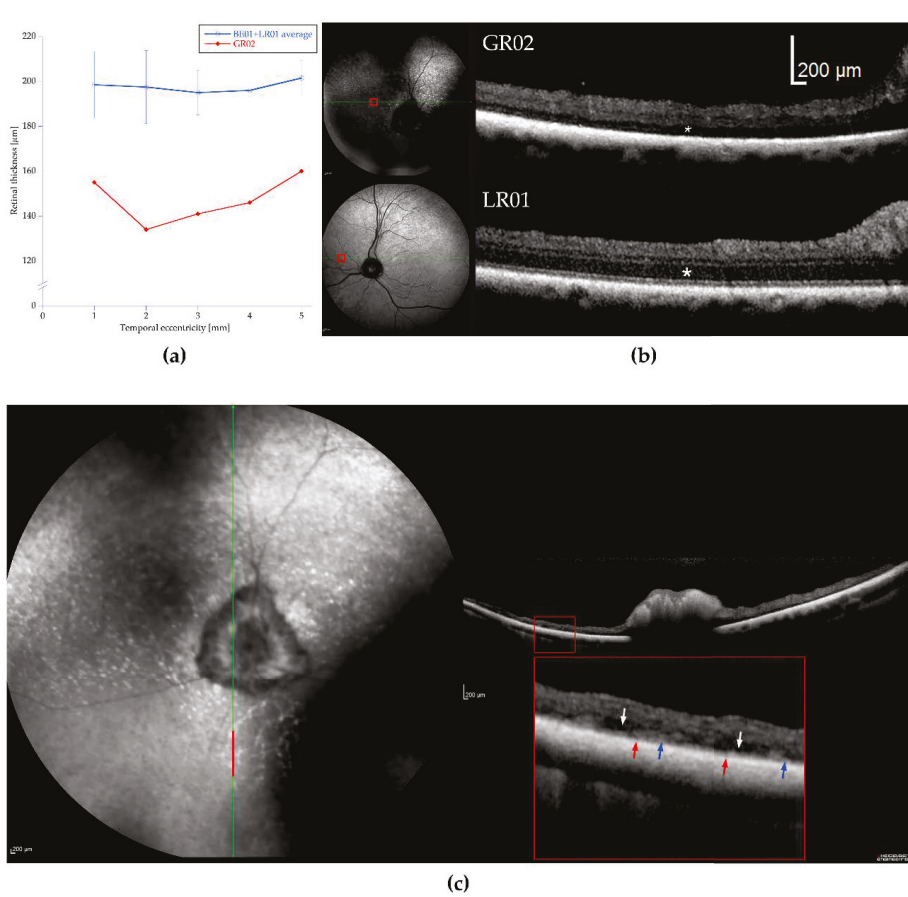 BE01+LR01 average
GR02
Retinal thickness [µm]
220
200
180
160
140
120
0
0 1 2 3 4 5
Temporal eccentricity [mm]
(a)
GR02
200 µm
*
LR01
*
(b)
200 µm
200 µm
(c)